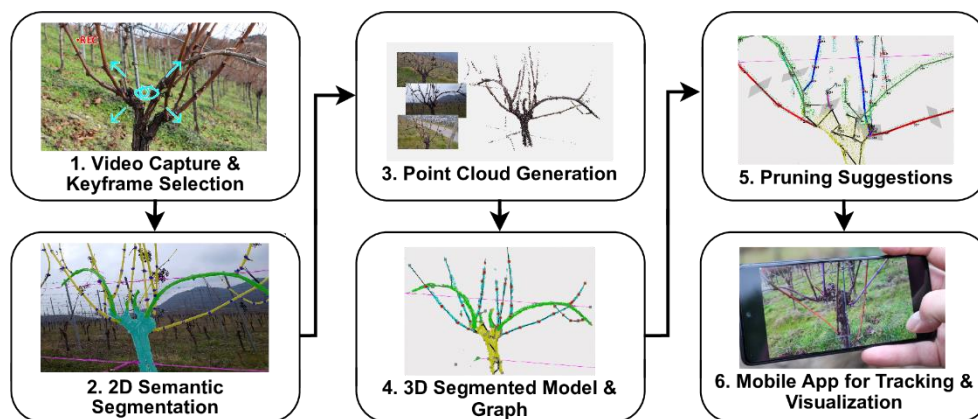 REC
1. Video Capture &
Keyframe Selection
2. 2D Semantic
Segmentation
3. Point Cloud Generation
4. 3D Segmented Model &
Graph
5. Pruning Suggestions
6. Mobile App for Tracking &
Visualization